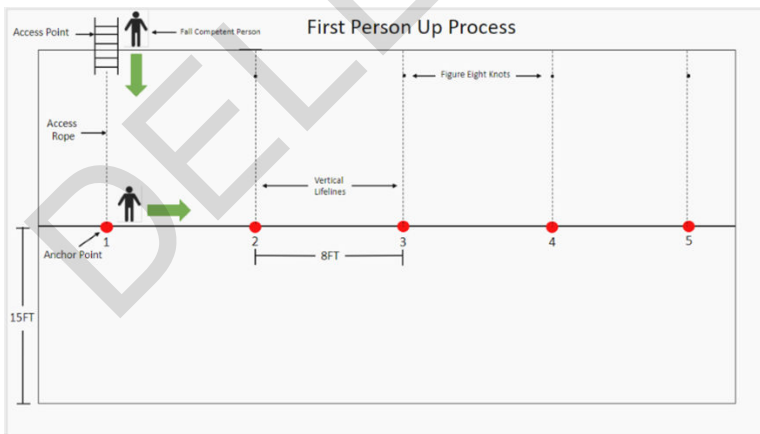 First Person Up Process
Access Point
Fall Competent Person
Figure Eight Knots
Access
Rope
Vertical
Lifelines
Anchor Point
1
2
3
4
5
8FT
15FT
DELL